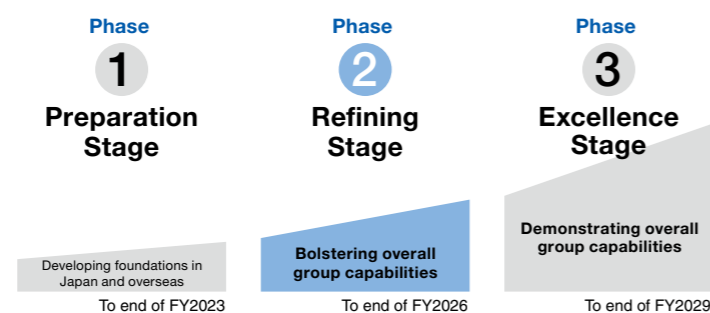 Phase
1
Preparation
Stage
Developing foundations in
Japan and overseas
To end of FY2023
Phase
2
Refining
Stage
Bolstering overall
group capabilities
To end of FY2026
Phase
3
Excellence
Stage
Demonstrating overall
group capabilities
To end of FY2029